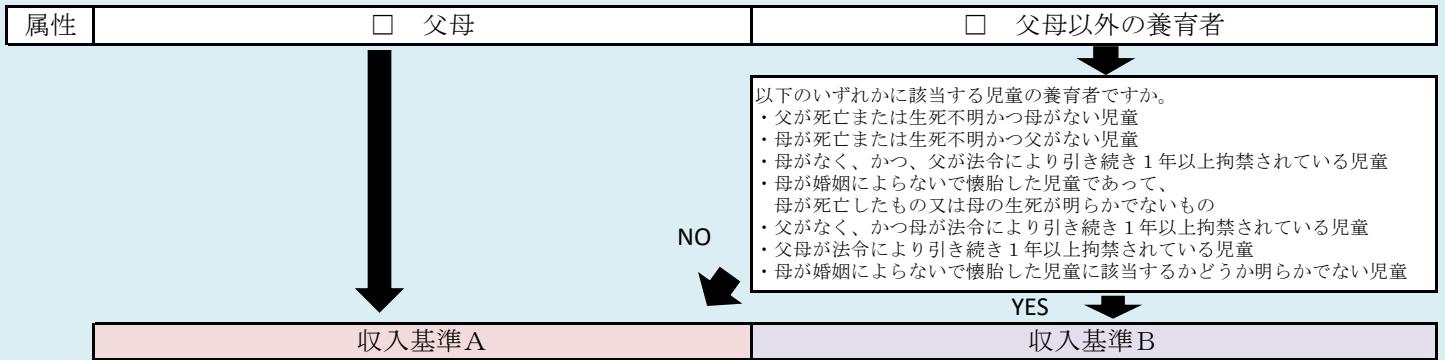 属性
□ 父母
□ 父母以外の養育者
以下のいずれかに該当する児童の養育者ですか。
・父が死亡または生死不明かつ母がない児童
・母が死亡または生死不明かつ父がない児童
・母がなく、かつ、父が法令により引き続き１年以上拘禁されている児童
・母が婚姻によらないで懐胎した児童であって、
母が死亡したもの又は母の生死が明らかでないもの
・父がなく、かつ母が法令により引き続き１年以上拘禁されている児童
・父母が法令により引き続き１年以上拘禁されている児童
・母が婚姻によらないで懐胎した児童に該当するかどうか明らかでない児童
NO
YES
収入基準Ａ
収入基準Ｂ